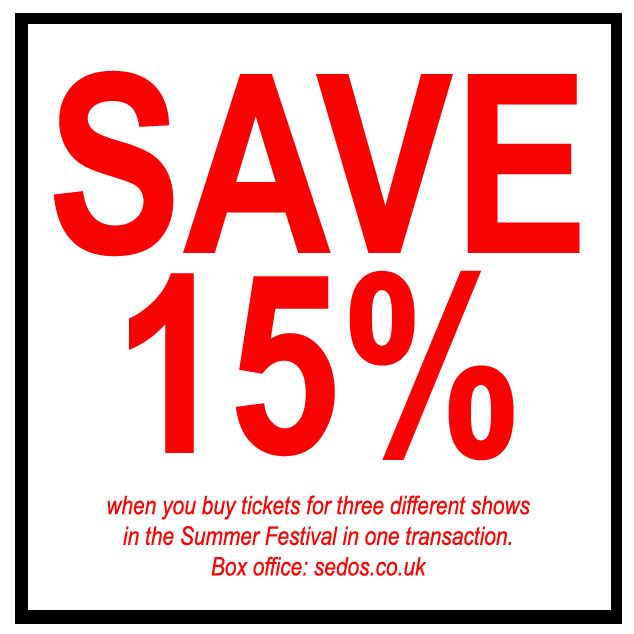 SAVE
15%
when you buy tickets for three different shows
in the Summer Festival in one transaction.
Box office: sedos.co.uk